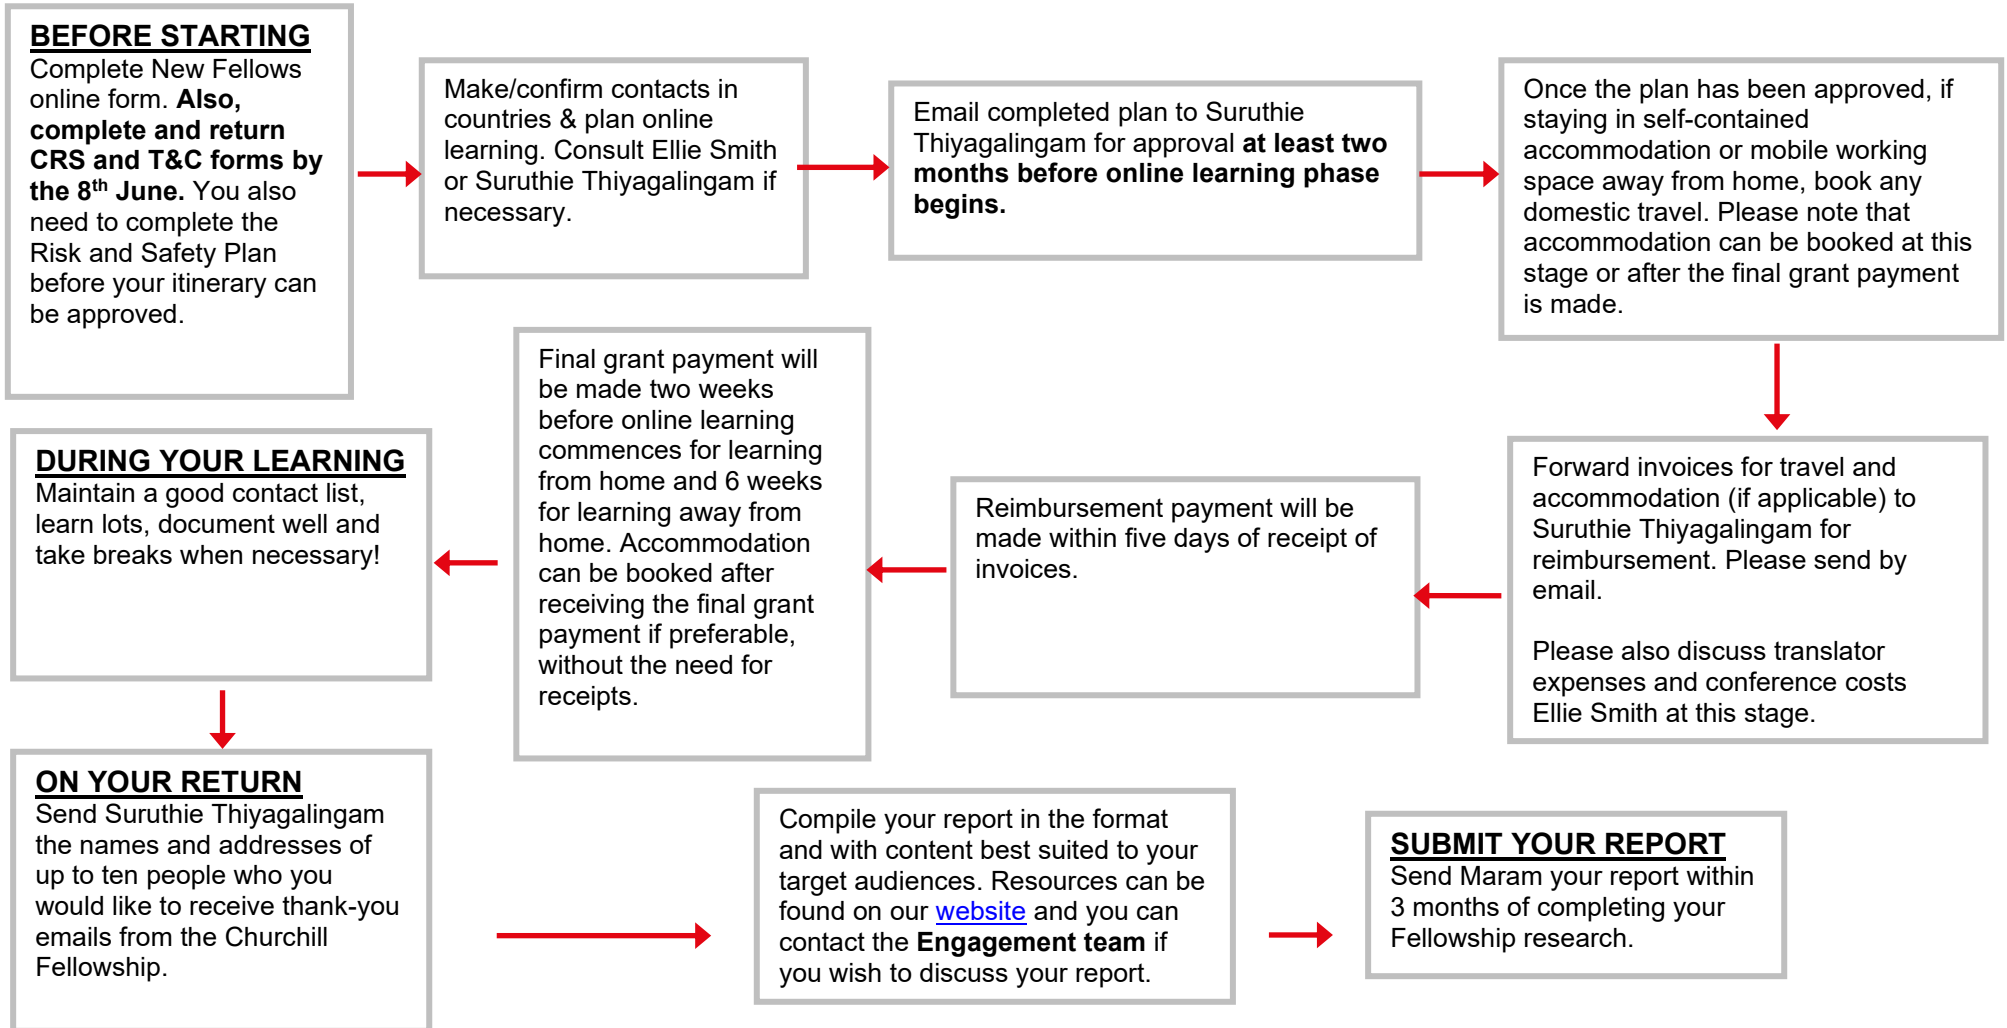 BEFORE STARTING
Complete New Fellows
online form. Also,
complete and return
CRS and T&C forms by
the 8th June. You also
need to complete the
Risk and Safety Plan
before your itinerary can
be approved.
Make/confirm contacts in
countries & plan online
learning. Consult Ellie Smith
or Suruthie Thiyagalingam if
necessary.
Email completed plan to Suruthie
Thiyagalingam for approval at least two
months before online learning phase
begins.
Once the plan has been approved, if
staying in self-contained
accommodation or mobile working
space away from home, book any
domestic travel. Please note that
accommodation can be booked at this
stage or after the final grant payment
is made.
Forward invoices for travel and
accommodation (if applicable) to
Suruthie Thiyagalingam for
reimbursement. Please send by
email.
Please also discuss translator
expenses and conference costs
Ellie Smith at this stage.
Reimbursement payment will be
made within five days of receipt of
invoices.
Final grant payment will
be made two weeks
before online learning
commences for learning
from home and 6 weeks
for learning away from
home. Accommodation
can be booked after
receiving the final grant
payment if preferable,
without the need for
receipts.
DURING YOUR LEARNING
Maintain a good contact list,
learn lots, document well and
take breaks when necessary!
ON YOUR RETURN
Send Suruthie Thiyagalingam
the names and addresses of
up to ten people who you
would like to receive thank-you
emails from the Churchill
Fellowship.
Compile your report in the format
and with content best suited to your
target audiences. Resources can be
found on our website and you can
contact the Engagement team if
you wish to discuss your report.
SUBMIT YOUR REPORT
Send Maram your report within
3 months of completing your
Fellowship research.